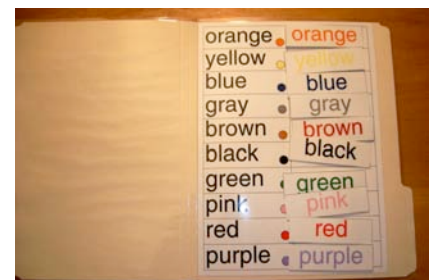 orange orange
yellow yellow
blue blue
gray gray
brown brown
black black
green green
pink pink
red red
purple purple